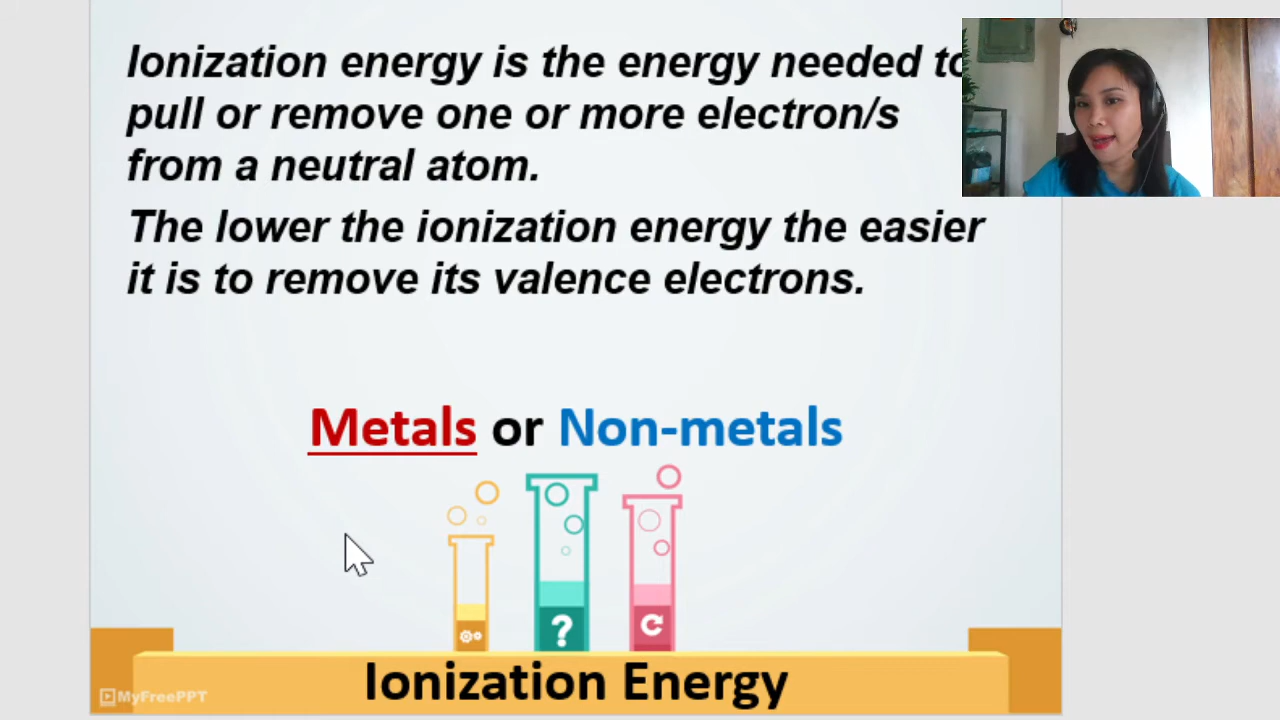 Ionization energy is the energy needed to
pull or remove one or more electron/s
from a neutral atom.
The lower the ionization energy the easier
it is to remove its valence electrons.
Metals or Non-metals
?
Ionization Energy
MyFreePPT